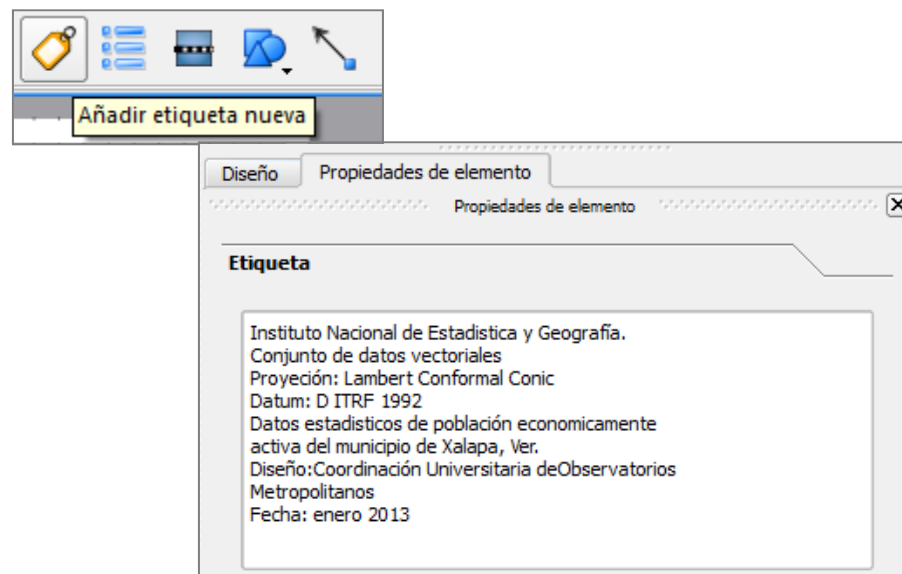 Añadir etiqueta nueva
Diseño
Propiedades de elemento
Propiedades de elemento
Etiqueta
Instituto Nacional de Estadistica y Geografía.
Conjunto de datos vectoriales
Proyeción: Lambert Conformal Conic
Datum: D ITRF 1992
Datos estadisticos de población economicamente
activa del municipio de Xalapa, Ver.
Diseño:Coordinación Universitaria deObservatorios
Metropolitanos
Fecha: enero 2013